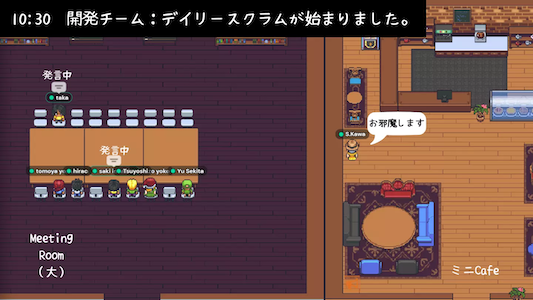 10:30 開発チーム：デイリースクラムが始まりました。
発言中
taka
お邪魔します
S.Kawa
発言中
tomoya
saki
Tsuyoshi
Yu Sekita
Meeting
Room
(大)
ミニCafe